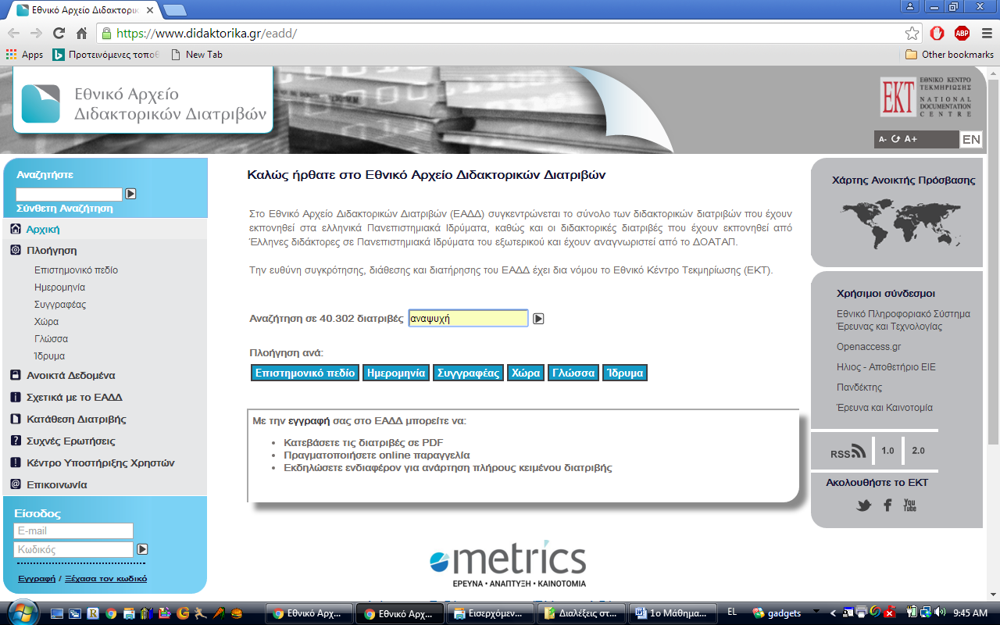 Εθνικό Αρχείο Διδακτορικ
https://www.didaktorika.gr/eadd/
ABP
Apps
Προτεινόμενες τοποθ
New Tab
Other bookmarks
Εθνικό Αρχείο
Διδακτορικών Διατριβών
ΕΚΤ
ΕΘΝΙΚΟ ΚΕΝΤΡΟ
ΤΕΚΜΗΡΙΩΣΗΣ
NATIONAL
DOCUMENTATION
CENTRE
A- A+
EN
Αναζητήστε
Σύνθετη Αναζήτηση
Αρχική
Πλοήγηση
Επιστημονικό πεδίο
Ημερομηνία
Συγγραφέας
Χώρα
Γλώσσα
Ίδρυμα
Ανοικτά Δεδομένα
Σχετικά με το ΕΑΔΔ
Κατάθεση Διατριβής
Συχνές Ερωτήσεις
Κέντρο Υποστήριξης Χρηστών
Επικοινωνία
Είσοδος
E-mail
Κωδικός
Εγγραφή / Ξέχασα τον κωδικό
Καλώς ήρθατε στο Εθνικό Αρχείο Διδακτορικών Διατριβών
Στο Εθνικό Αρχείο Διδακτορικών Διατριβών (ΕΑΔΔ) συγκεντρώνεται το σύνολο των διδακτορικών διατριβών που έχουν
εκπονηθεί στα ελληνικά Πανεπιστημιακά Ιδρύματα, καθώς και οι διδακτορικές διατριβές που έχουν εκπονηθεί από
Έλληνες διδάκτορες σε Πανεπιστημιακά Ιδρύματα του εξωτερικού και έχουν αναγνωριστεί από το ΔΟΑΤΑΠ.
Την ευθύνη συγκρότησης, διάθεσης και διατήρησης του ΕΑΔΔ έχει δια νόμου το Εθνικό Κέντρο Τεκμηρίωσης (ΕΚΤ).
Αναζήτηση σε 40.302 διατριβές αναψυχή
Πλοήγηση ανά:
Επιστημονικό πεδίο Ημερομηνία Συγγραφέας Χώρα Γλώσσα Ίδρυμα
Με την εγγραφή σας στο ΕΑΔΔ μπορείτε να:
• Κατεβάσετε τις διατριβές σε PDF
• Πραγματοποιήσετε online παραγγελία
• Εκδηλώσετε ενδιαφέρον για ανάρτηση πλήρους κειμένου διατριβής
metrics
ΕΡΕΥΝΑ • ΑΝΑΠΤΥΞΗ • ΚΑΙΝΟΤΟΜΙΑ
Χάρτης Ανοικτής Πρόσβασης
Χρήσιμοι σύνδεσμοι
Εθνικό Πληροφοριακό Σύστημα
Έρευνας και Τεχνολογίας
Openaccess.gr
Ήλιος - Αποθετήριο ΕΙΕ
Πανδέκτης
Έρευνα και Καινοτομία
RSS 1.0 2.0
Ακολουθήστε το ΕΚΤ
You
Tube
Εθνικό Αρχ...
Εθνικό Αρχ...
Εισερχόμεν...
Διαλέξεις στ...
1ο Μάθημα...
EL
gadgets
9:45 AM